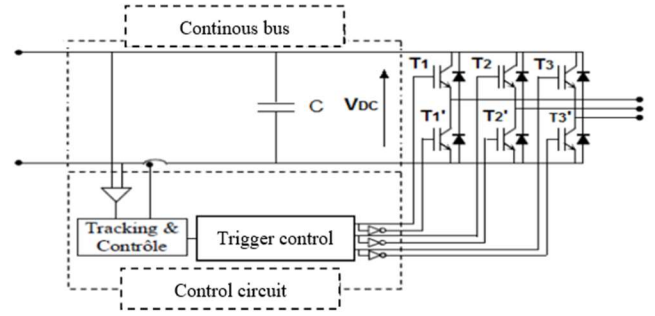 Continous bus
T1
T2
T3
C
VDC
T1'
T2'
T3'
Tracking &
Contrôle
Trigger control
Control circuit